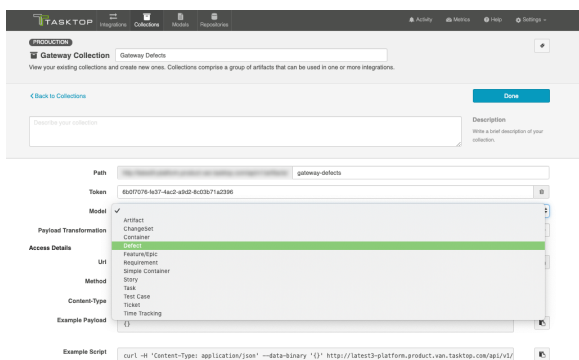 TASKTOP
Integrations
Collections
Models
Repositories
Activity
Metrics
Help
Settings
PRODUCTION
Gateway Collection
Gateway Defects
View your existing collections and create new ones. Collections comprise a group of artifacts that can be used in one or more integrations.
Back to Collections
Done
Describe your collection
Description
Write a brief description of your
collection.
Path
gateway-defects
Token
Model
Artifact
ChangeSet
Container
Defect
Feature/Epic
Requirement
Simple Container
Story
Task
Test Case
Ticket
Time Tracking
Payload Transformation
Access Details
Url
Method
Content-Type
Example Payload
{}
Example Script
curl -H 'Content-Type: application/json' --data-binary '{}' http://latest3-platform.product.van.tasktop.com/api/v1/